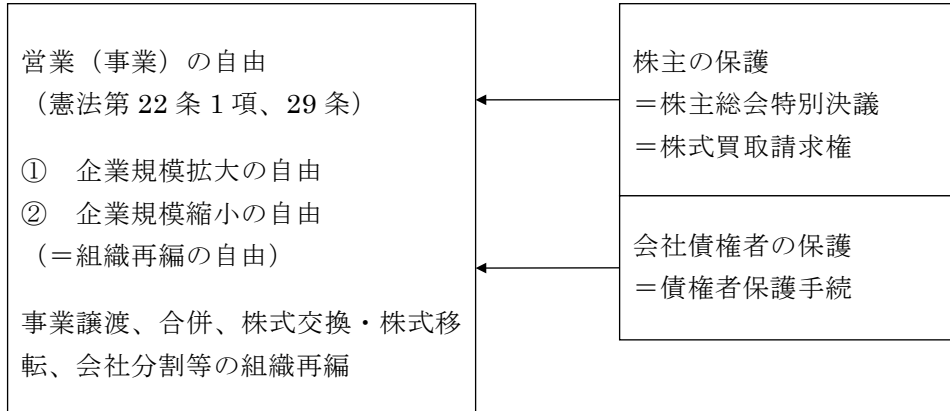 営業（事業）の自由
（憲法第 22 条 1 項、29 条）
① 企業規模拡大の自由
② 企業規模縮小の自由
（＝組織再編の自由）
事業譲渡、合併、株式交換・株式移
転、会社分割等の組織再編
株主の保護
＝株主総会特別決議
＝株式買取請求権
会社債権者の保護
＝債権者保護手続